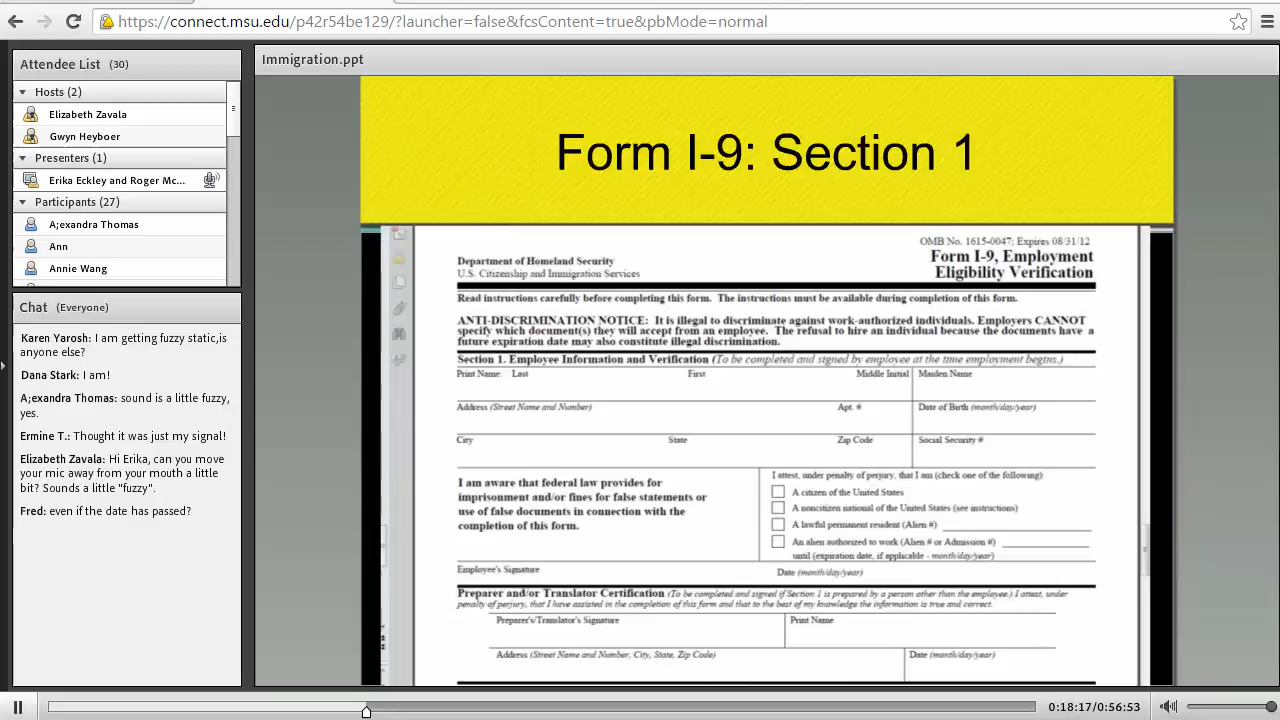 https://connect.msu.edu/p42r54be129/?launcher=false&fcsContent=true&pbMode=normal
Attendee List (30)
Hosts (2)
Elizabeth Zavala
Gwyn Heyboer
Presenters (1)
Erika Eckley and Roger Mc...
Participants (27)
A;exandra Thomas
Ann
Annie Wang
Chat (Everyone)
Karen Yarosh: I am getting fuzzy static,is
anyone else?
Dana Stark: i am!
A;exandra Thomas: sound is a little fuzzy,
yes.
Ermine T.: Thought it was just my signal!
Elizabeth Zavala: Hi Erika, can you move
your mic away from your mouth a little
bit? Sounds a little "fuzzy"
Fred: even if the date has passed?
Immigration.ppt
Form I-9: Section 1
OMB No. 1615-0047; Expires 08/31/12
Department of Homeland Security
U.S. Citizenship and Immigration Services
Form I-9, Employment
Eligibility Verification
Read instructions carefully before completing this form. The instructions must be available during completion of this form.
ANTI-DISCRIMINATION NOTICE: It is illegal to discriminate against work-authorized individuals. Employers CANNOT
specify which document(s) they will accept from an employee. The refusal to hire an individual because the documents have a
future expiration date may also constitute illegal discrimination.
Section 1. Employee Information and Verification (To be completed and signed by employee at the time employment begins.)
Print Name: Last First Middle Initial Maiden Name
Address (Street Name and Number) Apt. # Date of Birth (month/day/year)
City State Zip Code Social Security #
I am aware that federal law provides for
imprisonment and/or fines for false statements or
use of false documents in connection with the
completion of this form.
I attest, under penalty of perjury, that I am (check one of the following):
A citizen of the United States
A noncitizen national of the United States (see instructions)
A lawful permanent resident (Alien #)
An alien authorized to work (Alien # or Admission #)
until (expiration date, if applicable - month/day/year)
Employee's Signature Date (month/day/year)
Preparer and/or Translator Certification (To be completed and signed if Section 1 is prepared by a person other than the employee.) I attest, under
penalty of perjury, that I have assisted in the completion of this form and that to the best of my knowledge the information is true and correct.
Preparer's/Translator's Signature Print Name
Address (Street Name and Number, City, State, Zip Code) Date (month/day/year)
0:18:17/0:56:53